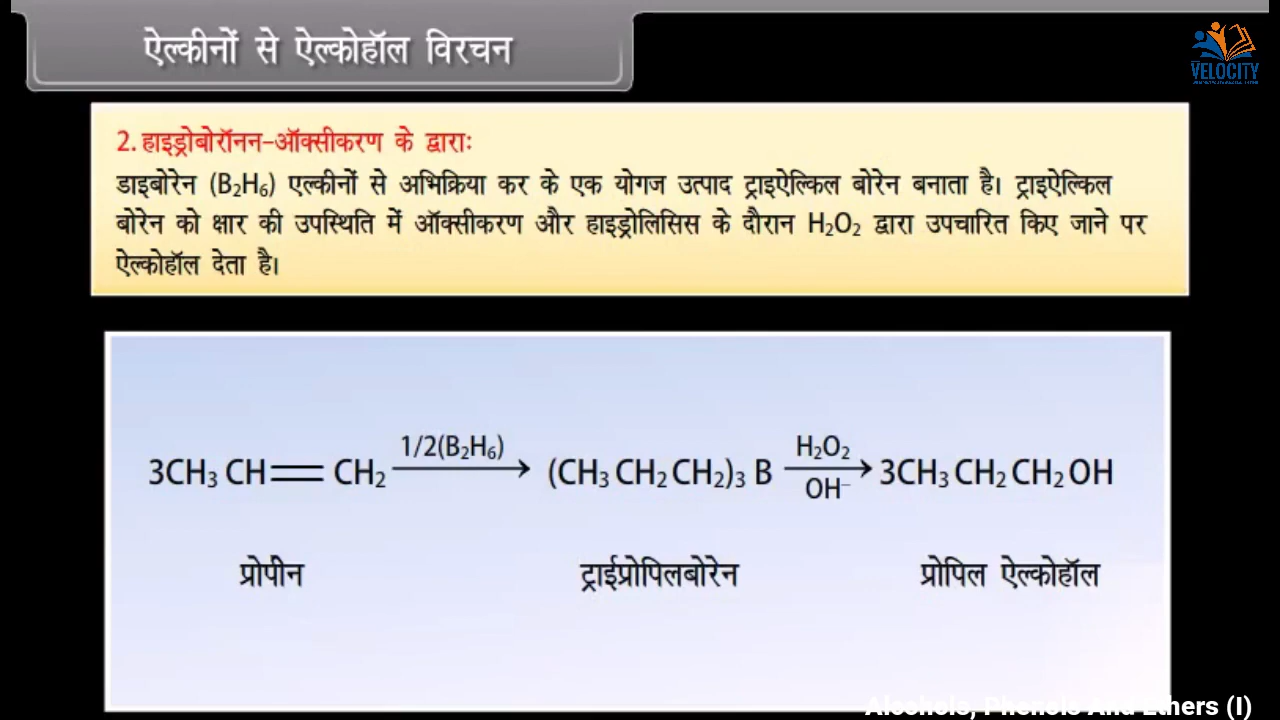 ऐल्कीनों से ऐल्कोहॉल विरचन
VELOCITY
2. हाइड्रोबोरॉनन-ऑक्सीकरण के द्वाराः
डाइबोरेन (B₂H₆) एल्कीनों से अभिक्रिया कर के एक योगज उत्पाद ट्राइऐल्किल बोरेन बनाता है। ट्राइऐल्किल
बोरेन को क्षार की उपस्थिति में ऑक्सीकरण और हाइड्रोलिसिस के दौरान H₂O₂ द्वारा उपचारित किए जाने पर
ऐल्कोहॉल देता है।
1/2(B₂H₆) H₂O₂
3CH₃ CH═CH₂ ⟶ (CH₃ CH₂ CH₂)₃ B ⟶ 3CH₃ CH₂ CH₂ OH
OH⁻
प्रोपीन ट्राईप्रोपिलबोरेन प्रोपिल ऐल्कोहॉल
Alcohols, Phenols And Ethers (I)